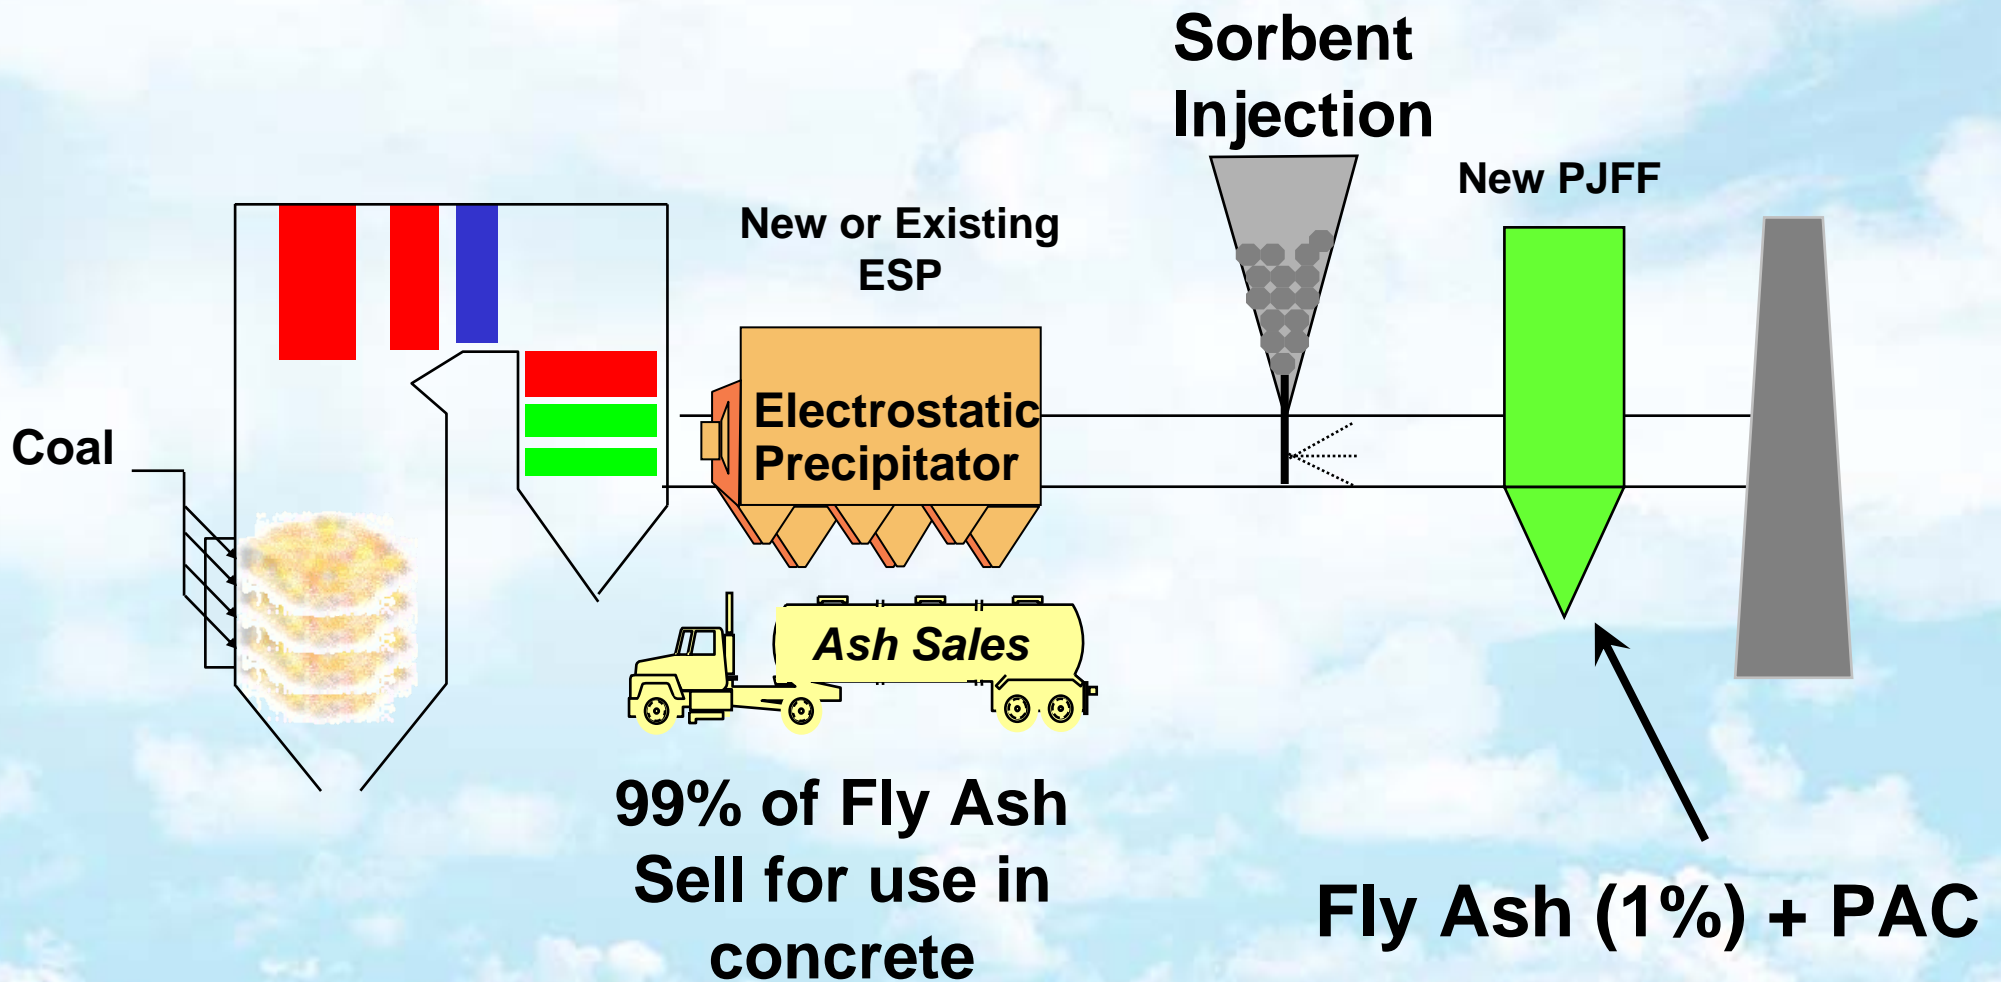 Sorbent
Injection
New PJFF
New or Existing
ESP
Coal
Electrostatic
Precipitator
Ash Sales
99% of Fly Ash
Sell for use in
concrete
Fly Ash (1%) + PAC